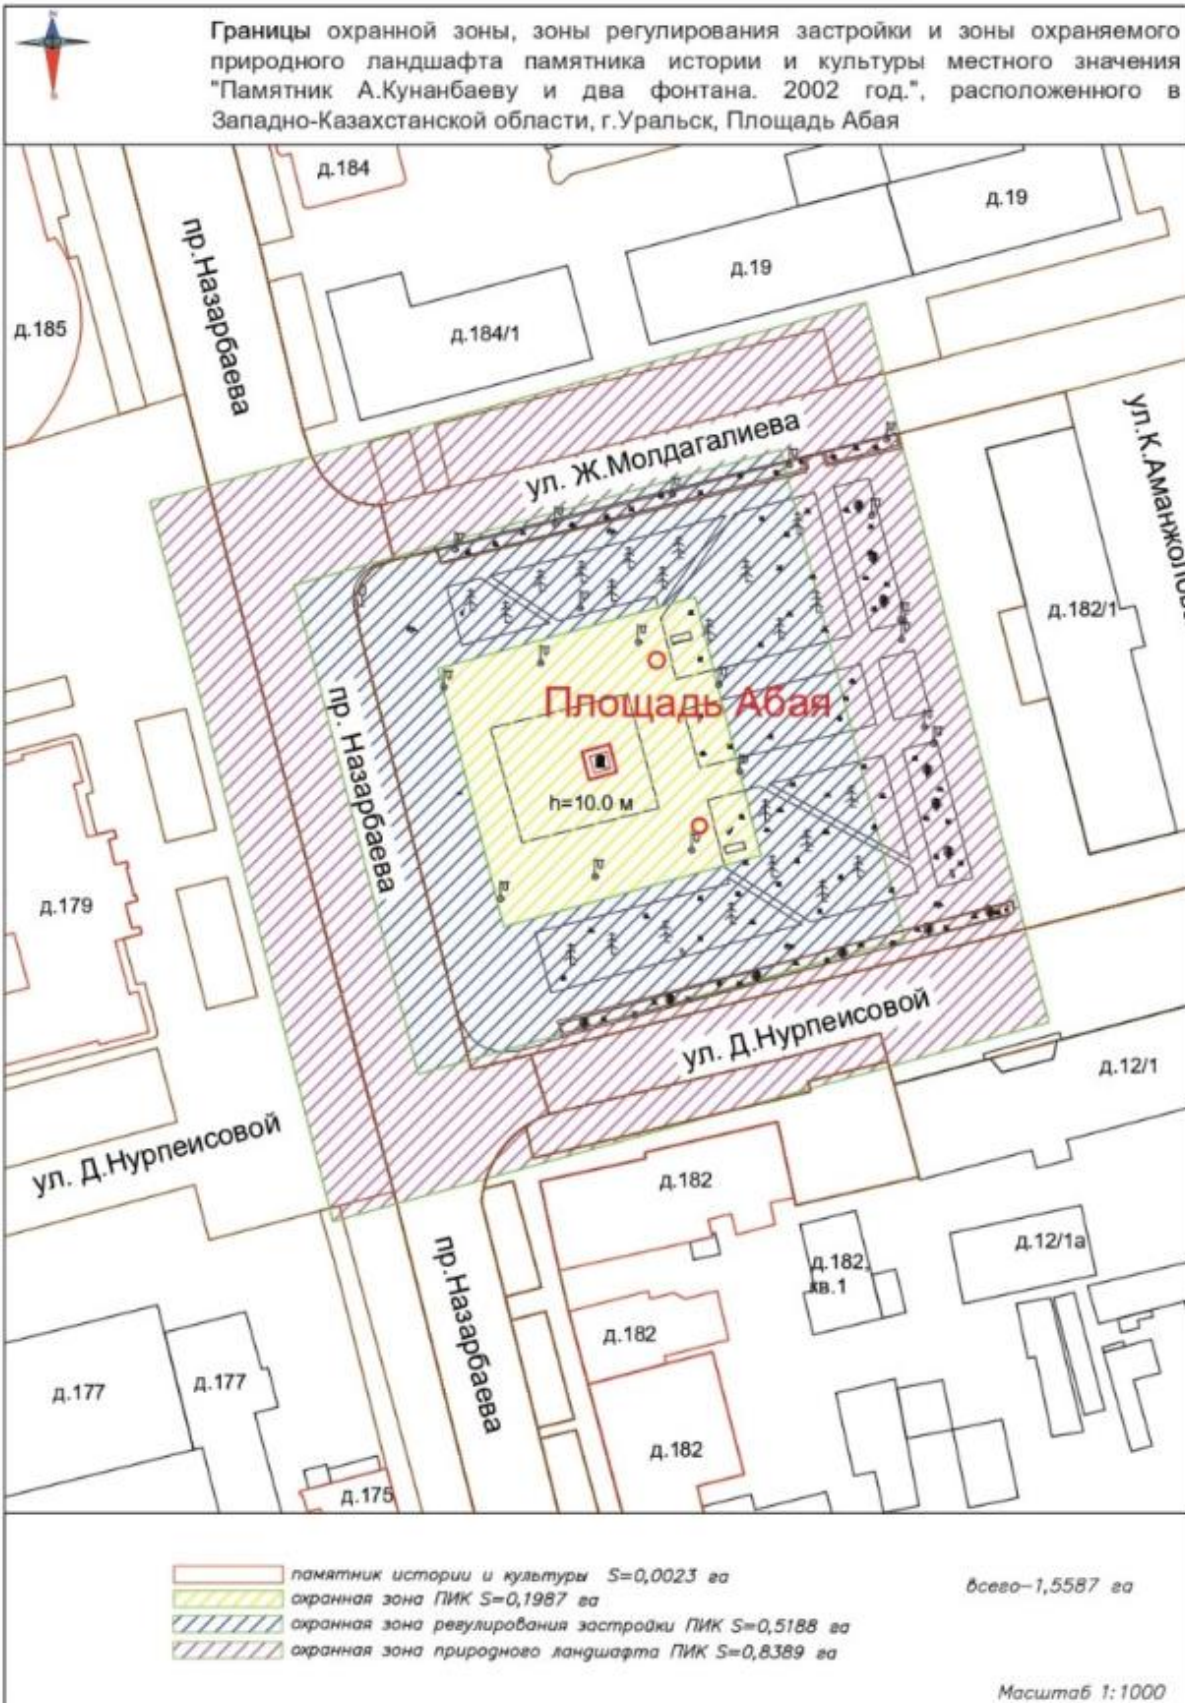 Границы охранной зоны, зоны регулирования застройки и зоны охраняемого
природного ландшафта памятника истории и культуры местного значения
"Памятник А.Кунанбаеву и два фонтана. 2002 год.", расположенного в
Западно-Казахстанской области, г.Уральск, Площадь Абая
д.184
д.19
пр.Назарбаева
д.19
д.185
д.184/1
ул.К.Аманжолова
ул. Ж.Молдагалиева
д.182/1
Площадь Абая
пр. Назарбаева
h=10.0 м
д.179
ул. Д.Нурпеисовой
д.12/1
ул. Д.Нурпеисовой
д.182
д.12/1а
д.182,
кв.1
пр.Назарбаева
д.182
д.177
д.177
д.182
д.175
памятник истории и культуры S=0,0023 га
охранная зона ПИК S=0,1987 га
всего-1,5587 га
охранная зона регулирования застройки ПИК S=0,5188 га
охранная зона природного ландшафта ПИК S=0,8389 га
Масштаб 1:1000